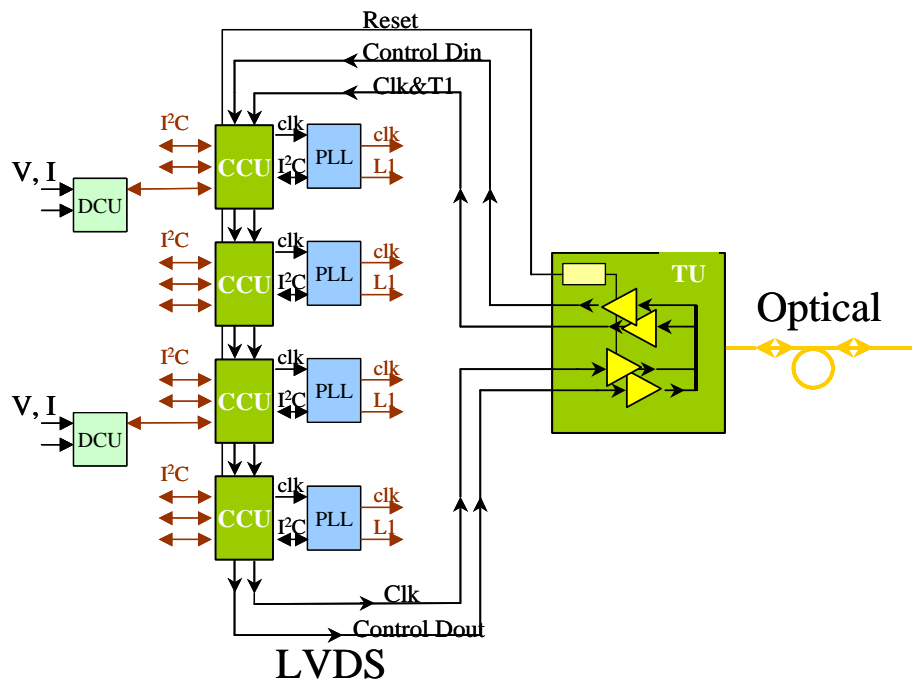 Reset
Control Din
Clk&T1
I²C
clk
clk
CCU
PLL
I²C
L1
V, I
DCU
I²C
clk
clk
CCU
PLL
I²C
L1
TU
Optical
I²C
clk
clk
CCU
PLL
I²C
L1
V, I
DCU
I²C
clk
clk
CCU
PLL
I²C
L1
Clk
Control Dout
LVDS